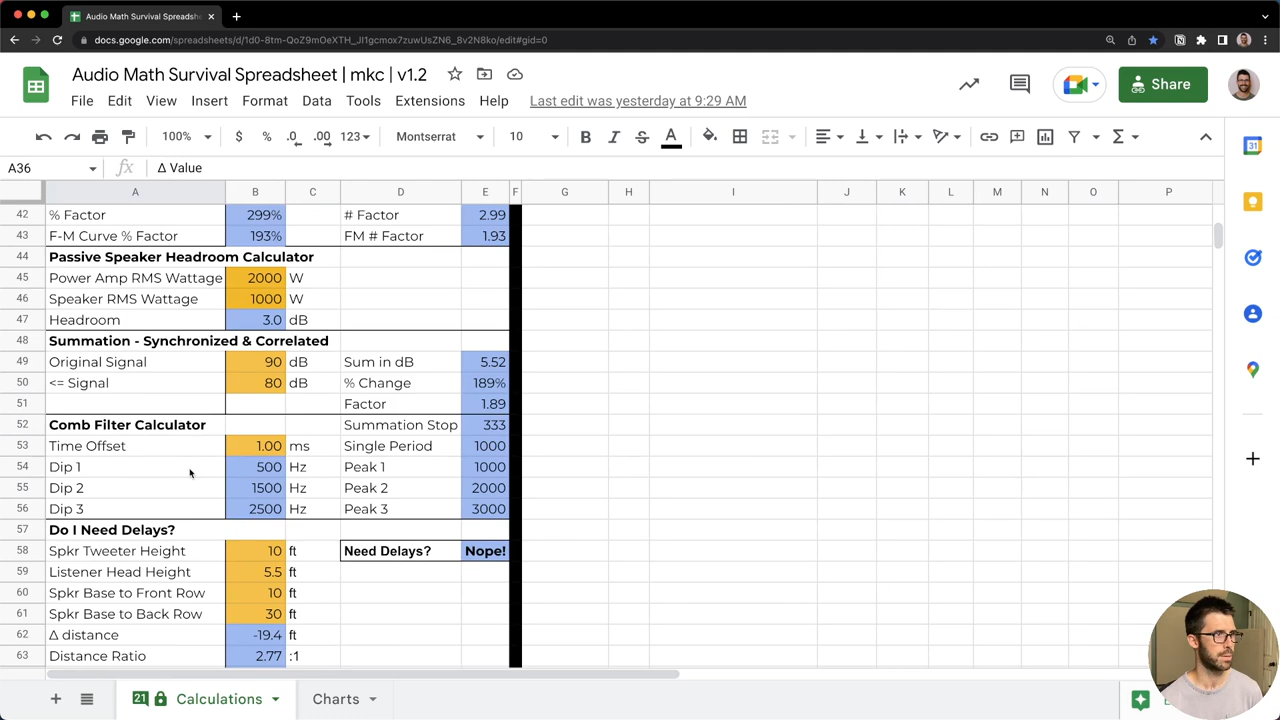 Audio Math Survival Spreadshe
docs.google.com/spreadsheets/d/1d0-8tm-QoZ9mOeXTH_JI1gcmox7zuwUsZN6_8v2N8ko/edit#gid=0
Audio Math Survival Spreadsheet | mkc | v1.2
File Edit View Insert Format Data Tools Extensions Help Last edit was yesterday at 9:29 AM
Share
100% $ % .0 .00 123 Montserrat 10 B I S A
A36 fx Δ Value
A B C D E F G H I J K L M N O P
42 % Factor 299% # Factor 2.99
43 F-M Curve % Factor 193% FM # Factor 1.93
44 Passive Speaker Headroom Calculator
45 Power Amp RMS Wattage 2000 W
46 Speaker RMS Wattage 1000 W
47 Headroom 3.0 dB
48 Summation - Synchronized & Correlated
49 Original Signal 90 dB Sum in dB 5.52
50 <= Signal 80 dB % Change 189%
51 Factor 1.89
52 Comb Filter Calculator Summation Stop 333
53 Time Offset 1.00 ms Single Period 1000
54 Dip 1 500 Hz Peak 1 1000
55 Dip 2 1500 Hz Peak 2 2000
56 Dip 3 2500 Hz Peak 3 3000
57 Do I Need Delays?
58 Spkr Tweeter Height 10 ft Need Delays? Nope!
59 Listener Head Height 5.5 ft
60 Spkr Base to Front Row 10 ft
61 Spkr Base to Back Row 30 ft
62 Δ distance -19.4 ft
63 Distance Ratio 2.77 :1
21 Calculations Charts